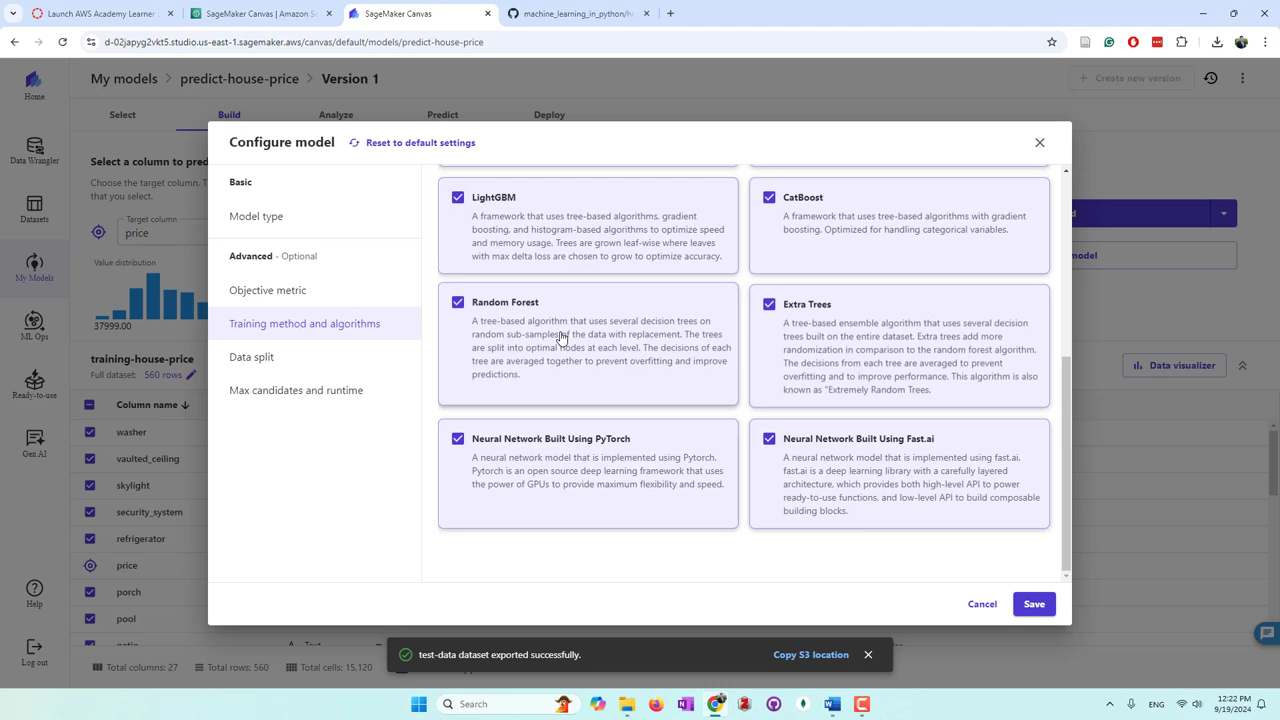 Launch AWS Academy Learner
SageMaker Canvas | Amazon S
SageMaker Canvas
machine_learning_in_python/h
d-02japyg2vkt5.studio.us-east-1.sagemaker.aws/canvas/default/models/predict-house-price
My models > predict-house-price > Version 1
Create new version
Home
Data Wrangler
Datasets
My Models
ML Ops
Ready-to-use
Gen AI
Help
Log out
Select
Build
Analyze
Predict
Deploy
Select a column to pred
Choose the target column. T
that you select.
Target column
price
Value distribution
37999.00
training-house-price
Full dataset: 560 rows
Column name
washer
vaulted_ceiling
skylight
security_system
refrigerator
price
porch
pool
patio
Text
Total columns: 27
Total rows: 560
Total cells: 15,120
d
model
Data visualizer
Configure model
Reset to default settings
Basic
Model type
Advanced - Optional
Objective metric
Training method and algorithms
Data split
Max candidates and runtime
LightGBM
A framework that uses tree-based algorithms, gradient
boosting, and histogram-based algorithms to optimize speed
and memory usage. Trees are grown leaf-wise where leaves
with max delta loss are chosen to grow to optimize accuracy.
CatBoost
A framework that uses tree-based algorithms with gradient
boosting. Optimized for handling categorical variables.
Random Forest
A tree-based algorithm that uses several decision trees on
random sub-samples of the data with replacement. The trees
are split into optimal nodes at each level. The decisions of each
tree are averaged together to prevent overfitting and improve
predictions.
Extra Trees
A tree-based ensemble algorithm that uses several decision
trees built on the entire dataset. Extra trees add more
randomization in comparison to the random forest algorithm.
The decisions from each tree are averaged to prevent
overfitting and to improve performance. This algorithm is also
known as "Extremely Random Trees.
Neural Network Built Using PyTorch
A neural network model that is implemented using Pytorch.
Pytorch is an open source deep learning framework that uses
the power of GPUs to provide maximum flexibility and speed.
Neural Network Built Using Fast.ai
A neural network model that is implemented using fast.ai.
fast.ai is a deep learning library with a carefully layered
architecture, which provides both high-level API to power
ready-to-use functions, and low-level API to build composable
building blocks.
Cancel
Save
test-data dataset exported successfully.
Copy S3 location
Search
ENG
12:22 PM
9/19/2024